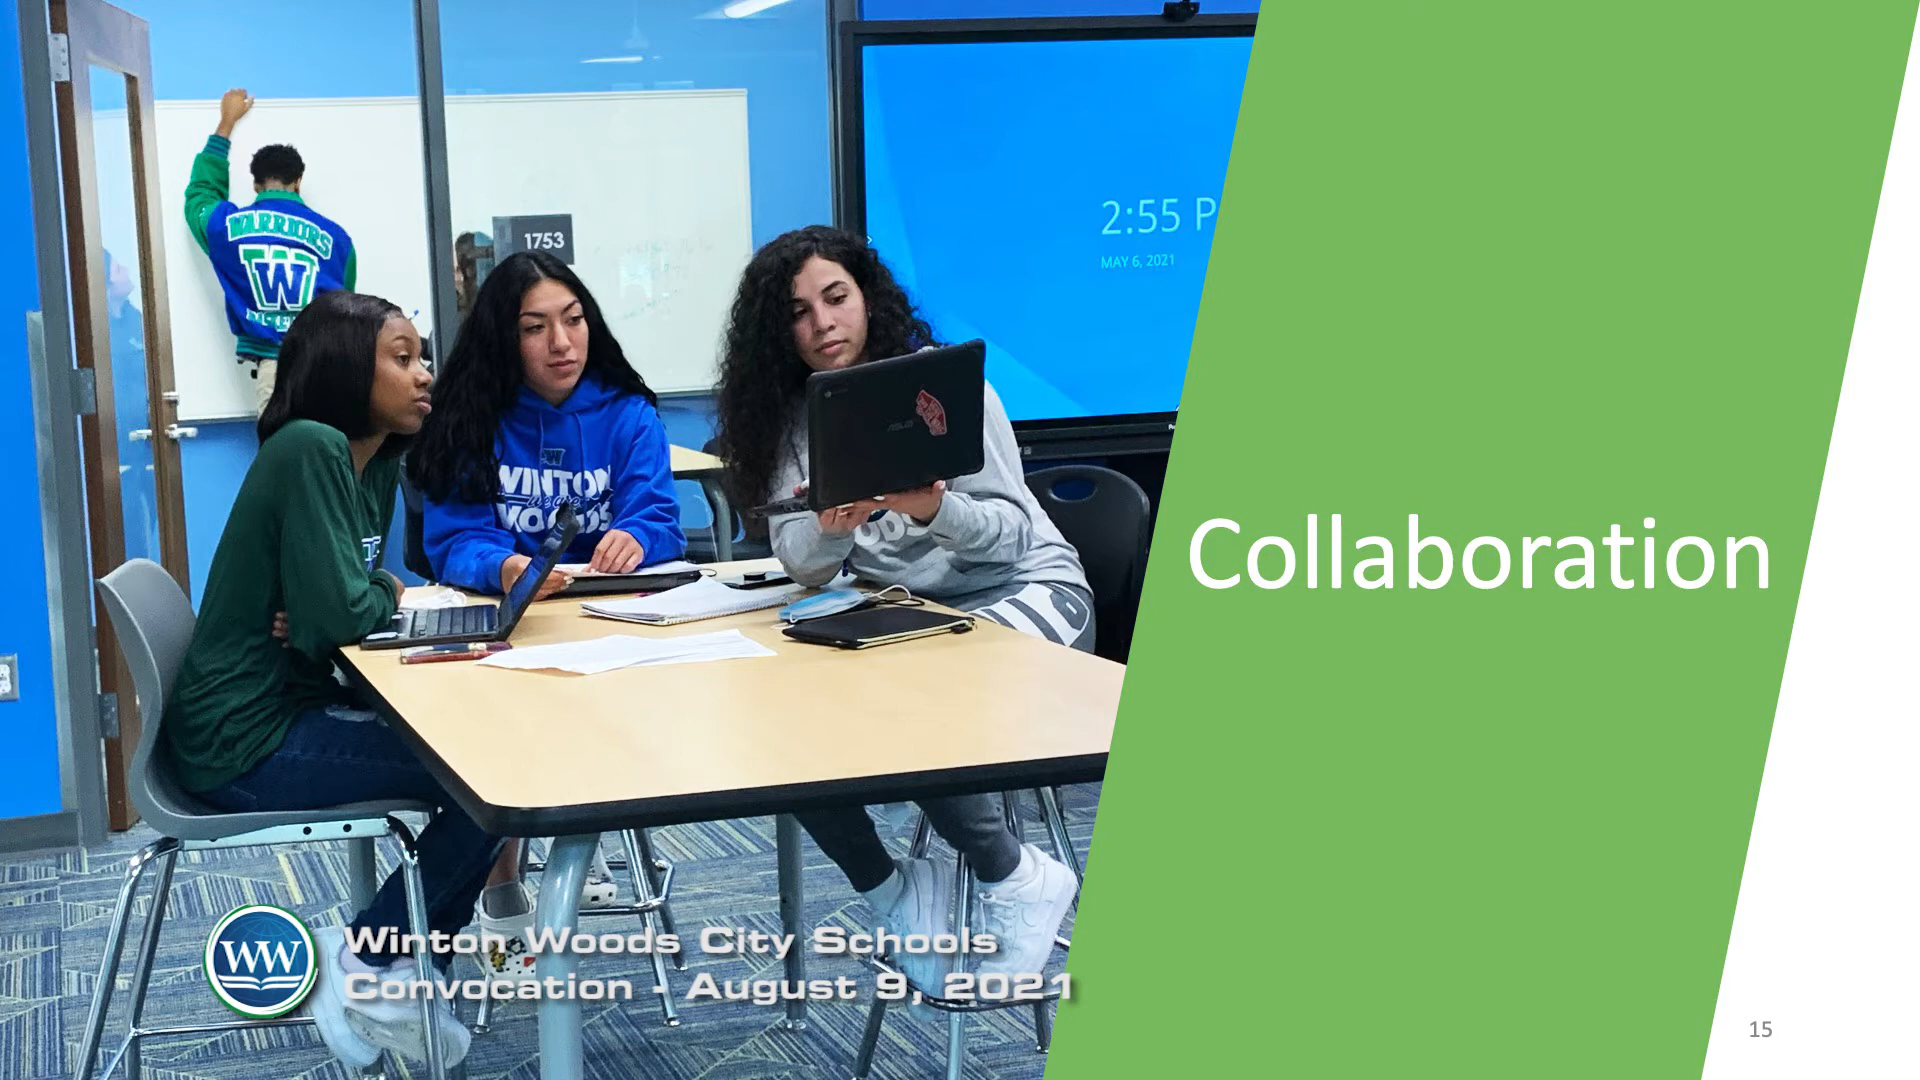 WARRIORS
W
1753
2:55 P
MAY 6, 2021
WINTON
we are
WOODS
ASUS
Collaboration
WW
Winton Woods City Schools
Convocation - August 9, 2021
15